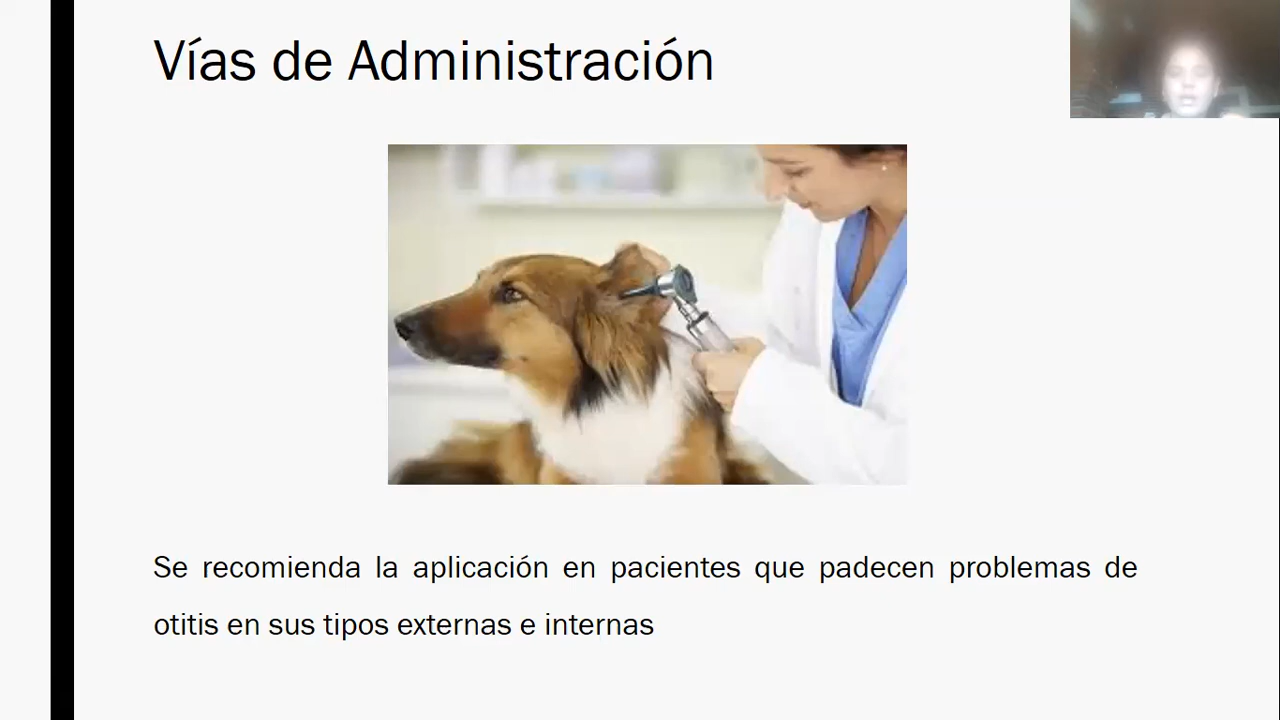 Vías de Administración
Se recomienda la aplicación en pacientes que padecen problemas de
otitis en sus tipos externas e internas